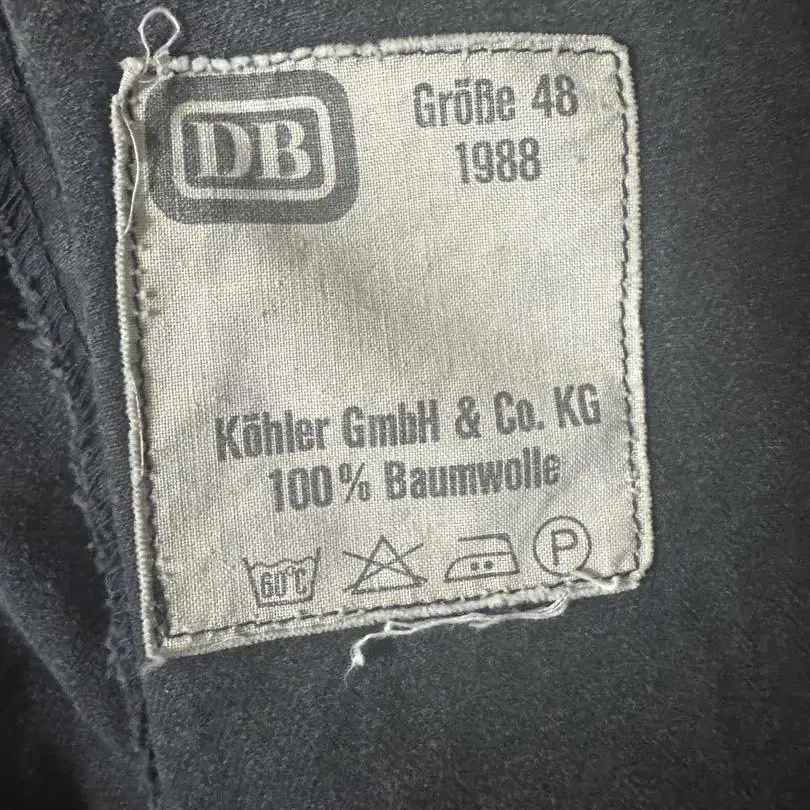 DB
Größe 48
1988
Köhler GmbH & Co. KG
100% Baumwolle
60°C
P